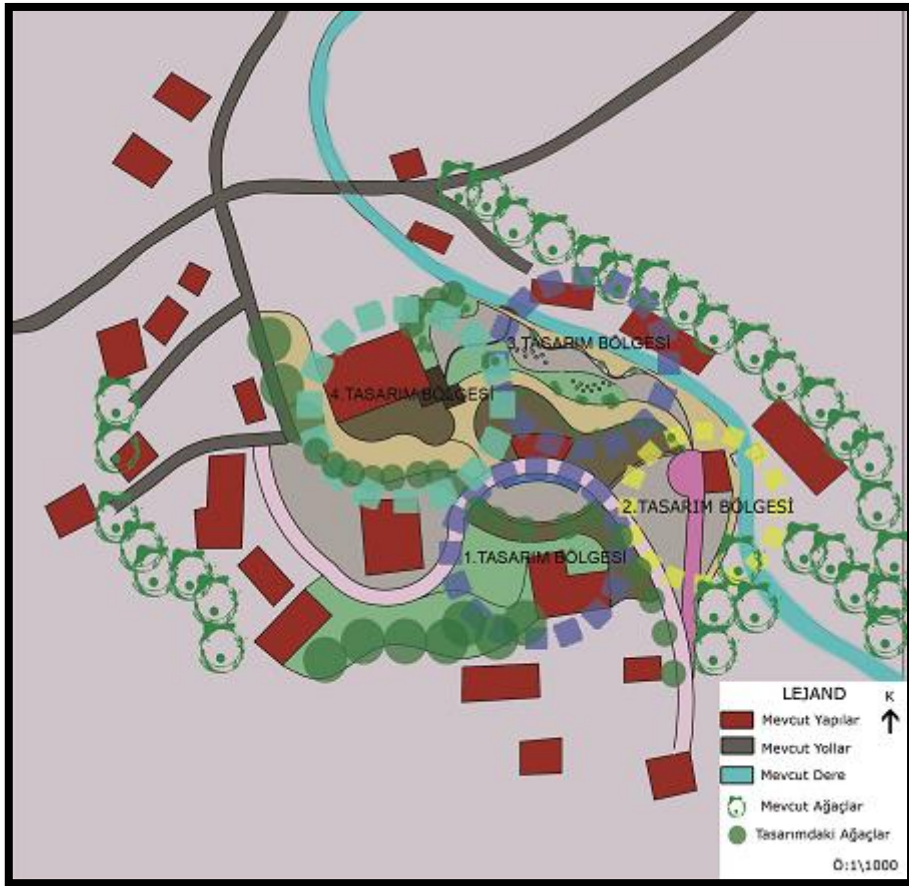 3.TASARIM BÖLGESİ
4.TASARIM BÖLGESİ
2.TASARIM BÖLGESİ
1.TASARIM BÖLGESİ
LEJAND
K
Mevcut Yapılar
Mevcut Yollar
Mevcut Dere
Mevcut Ağaçlar
Tasarımdaki Ağaçlar
Ö:1\1000